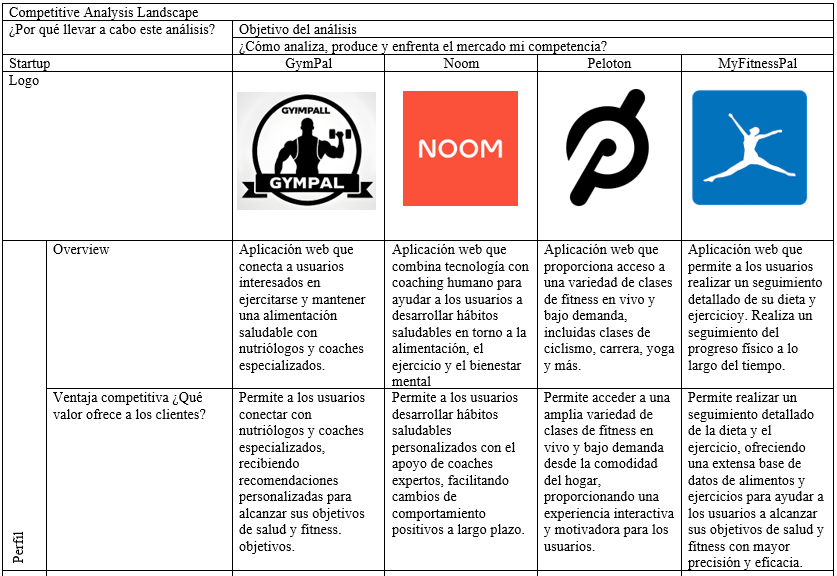 Competitive Analysis Landscape
¿Por qué llevar a cabo este análisis?
Objetivo del análisis
¿Cómo analiza, produce y enfrenta el mercado mi competencia?
Startup
GymPal
Noom
Peloton
MyFitnessPal
Logo
GYIMPALL
GYMPAL
NOOM
Perfil
Overview
Aplicación web que
conecta a usuarios
interesados en
ejercitarse y mantener
una alimentación
saludable con
nutriólogos y coaches
especializados.
Aplicación web que
combina tecnología con
coaching humano para
ayudar a los usuarios a
desarrollar hábitos
saludables en torno a la
alimentación, el
ejercicio y el bienestar
mental
Aplicación web que
proporciona acceso a
una variedad de clases
de fitness en vivo y
bajo demanda,
incluidas clases de
ciclismo, carrera, yoga
y más.
Aplicación web que
permite a los usuarios
realizar un seguimiento
detallado de su dieta y
ejercicioy. Realiza un
seguimiento del
progreso físico a lo
largo del tiempo.
Ventaja competitiva ¿Qué
valor ofrece a los clientes?
Permite a los usuarios
conectar con
nutriólogos y coaches
especializados,
recibiendo
recomendaciones
personalizadas para
alcanzar sus objetivos
de salud y fitness.
objetivos.
Permite a los usuarios
desarrollar hábitos
saludables
personalizados con el
apoyo de coaches
expertos, facilitando
cambios de
comportamiento
positivos a largo plazo.
Permite acceder a una
amplia variedad de
clases de fitness en
vivo y bajo demanda
desde la comodidad
del hogar,
proporcionando una
experiencia interactiva
y motivadora para los
usuarios.
Permite realizar un
seguimiento detallado
de la dieta y el
ejercicio, ofreciendo
una extensa base de
datos de alimentos y
ejercicios para ayudar a
los usuarios a alcanzar
sus objetivos de salud y
fitness con mayor
precisión y eficacia.